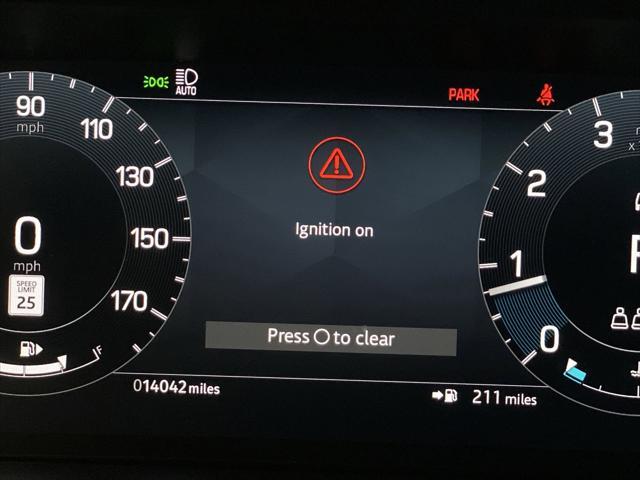 AUTO
PARK
90
mph
110
130
150
170
0
mph
SPEED
LIMIT
25
F
Ignition on
Press O to clear
014042 miles
211 miles
3
2
1
0